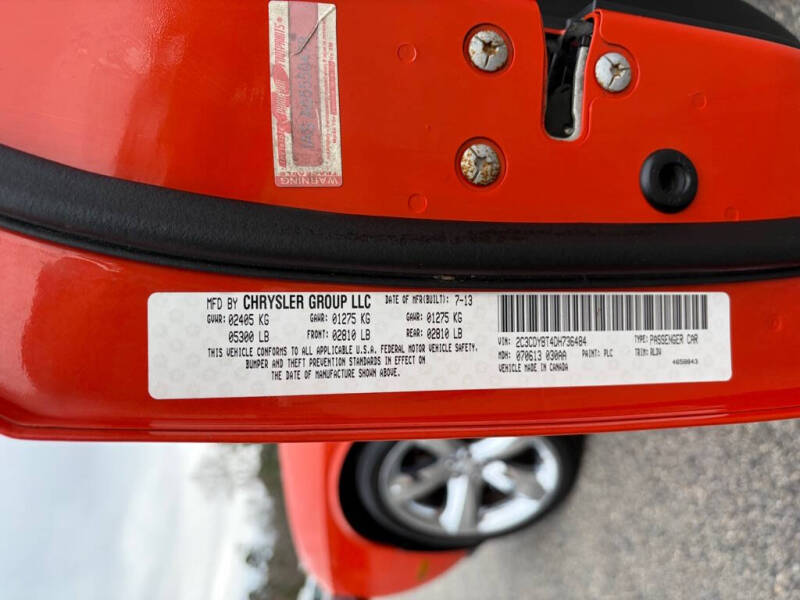 WARNING
MFD BY CHRYSLER GROUP LLC DATE OF MFR(BUILT): 7-13
GVWR: 02405 KG GAWR: 01275 KG GAWR: 01275 KG
05300 LB FRONT: 02810 LB REAR: 02810 LB
THIS VEHICLE CONFORMS TO ALL APPLICABLE U.S.A. FEDERAL MOTOR VEHICLE SAFETY,
BUMPER AND THEFT PREVENTION STANDARDS IN EFFECT ON
THE DATE OF MANUFACTURE SHOWN ABOVE.
VIN: 2C3CDYBT4DH736484 TYPE: PASSENGER CAR
MDH: 070613 030AA PAINT: PLC TRIM: RLDV
VEHICLE MADE IN CANADA 4658843